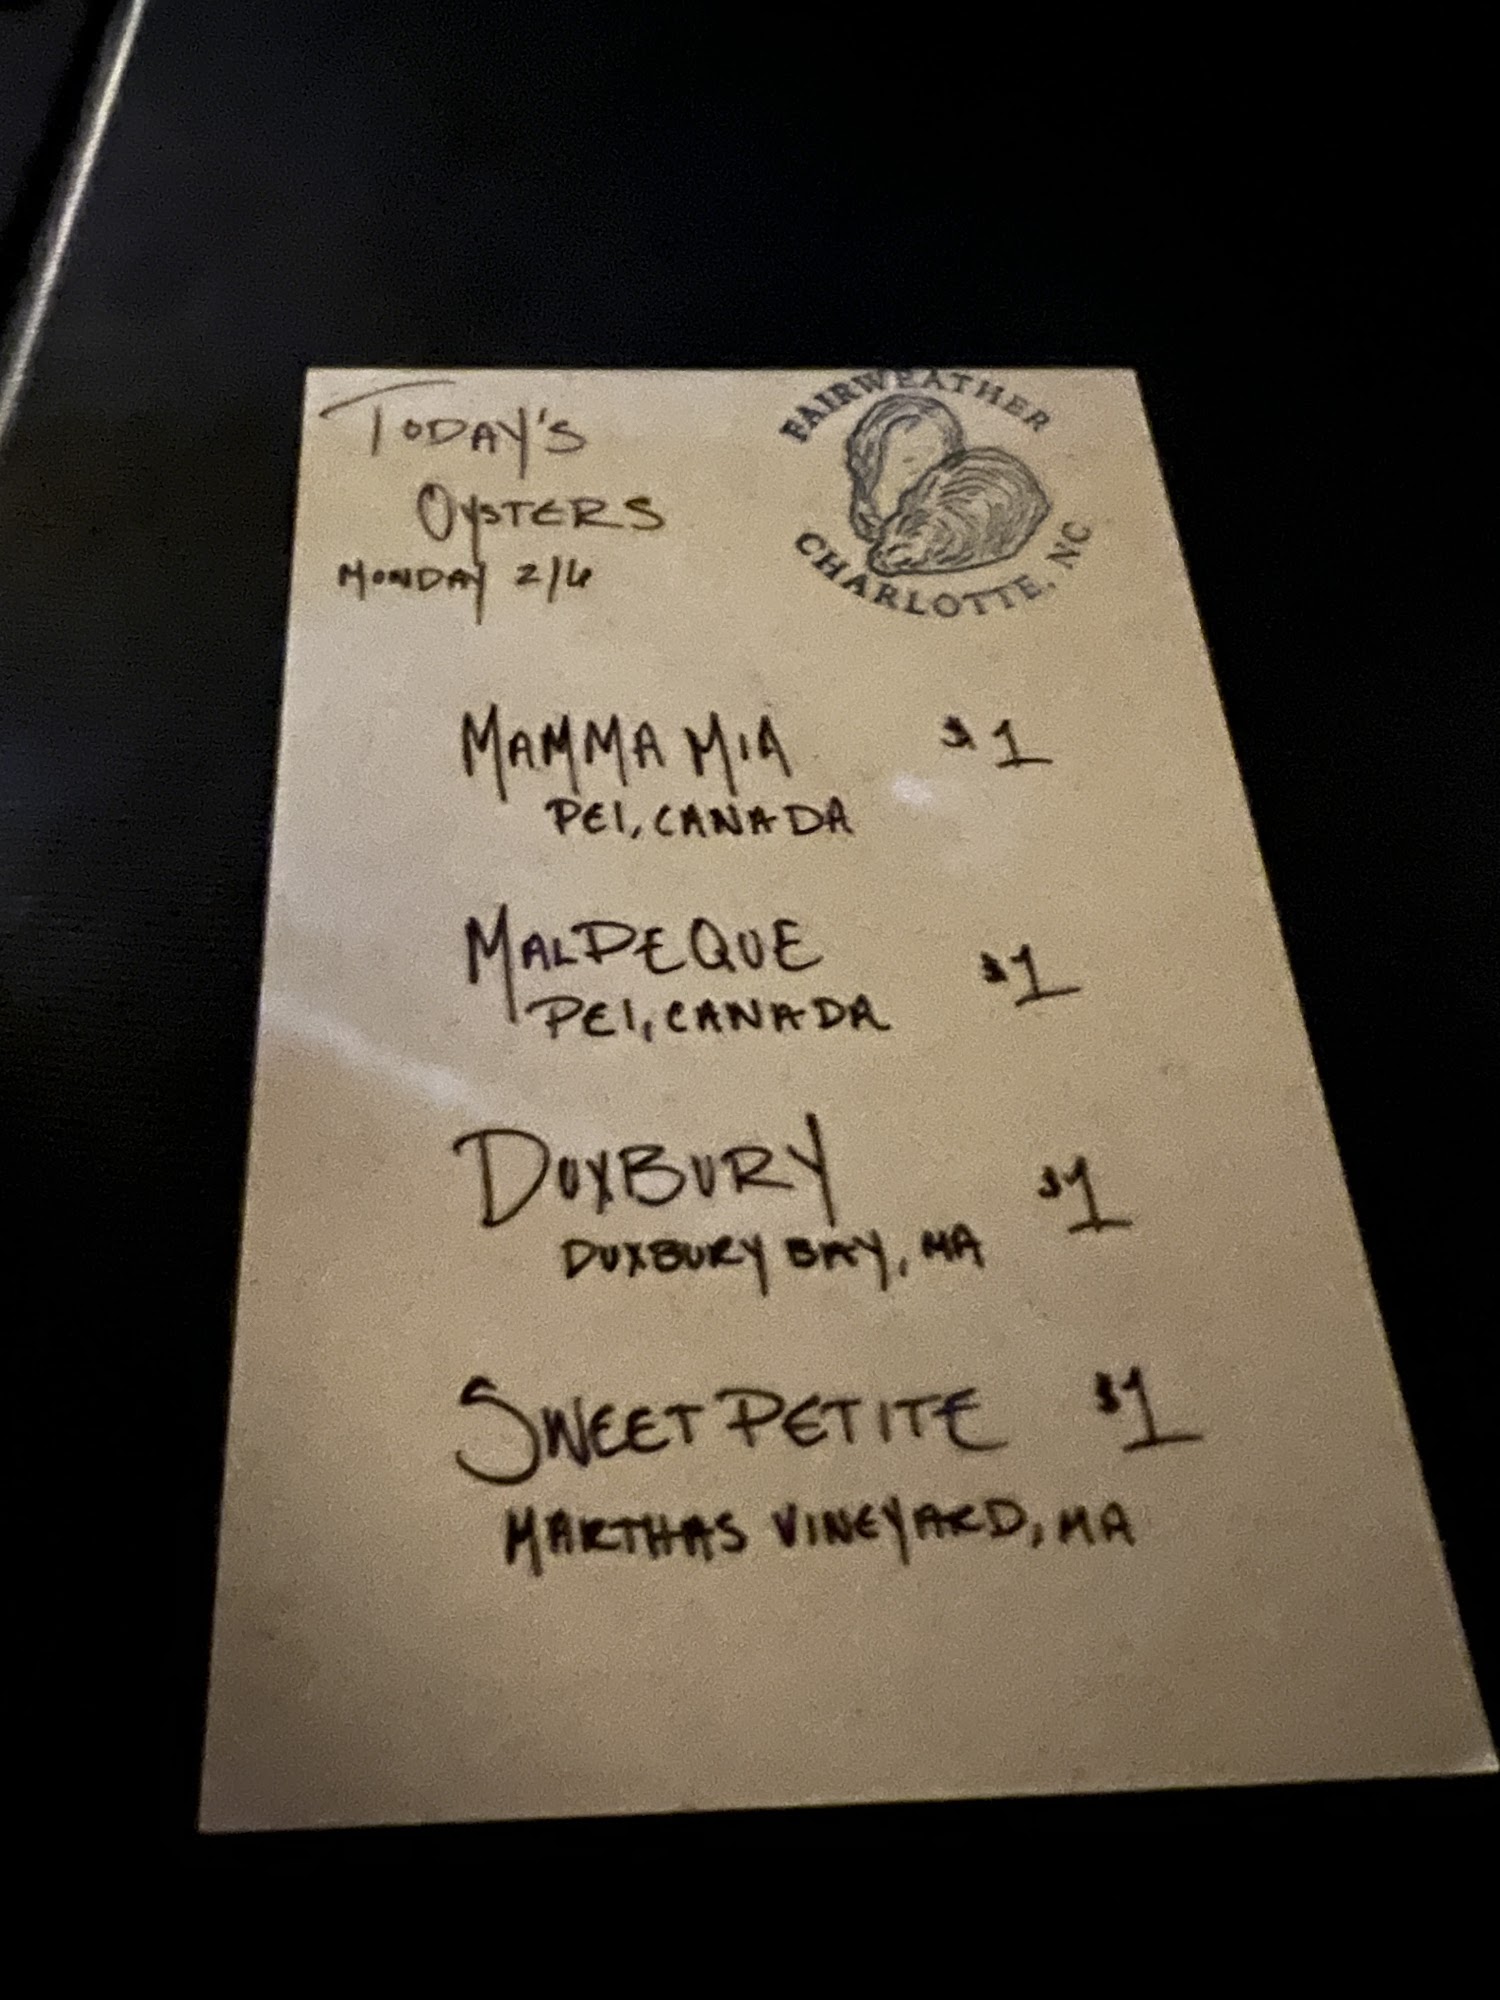 TODAY'S
OYSTERS
MONDAY 2/6
FAIRWEATHER
CHARLOTTE, NC
MAMMA MIA $1
PEI, CANADA
MALPEQUE $1
PEI, CANADA
DUXBURY $1
DUXBURY BAY, MA
SWEET PETITE $1
MARTHAS VINEYARD, MA